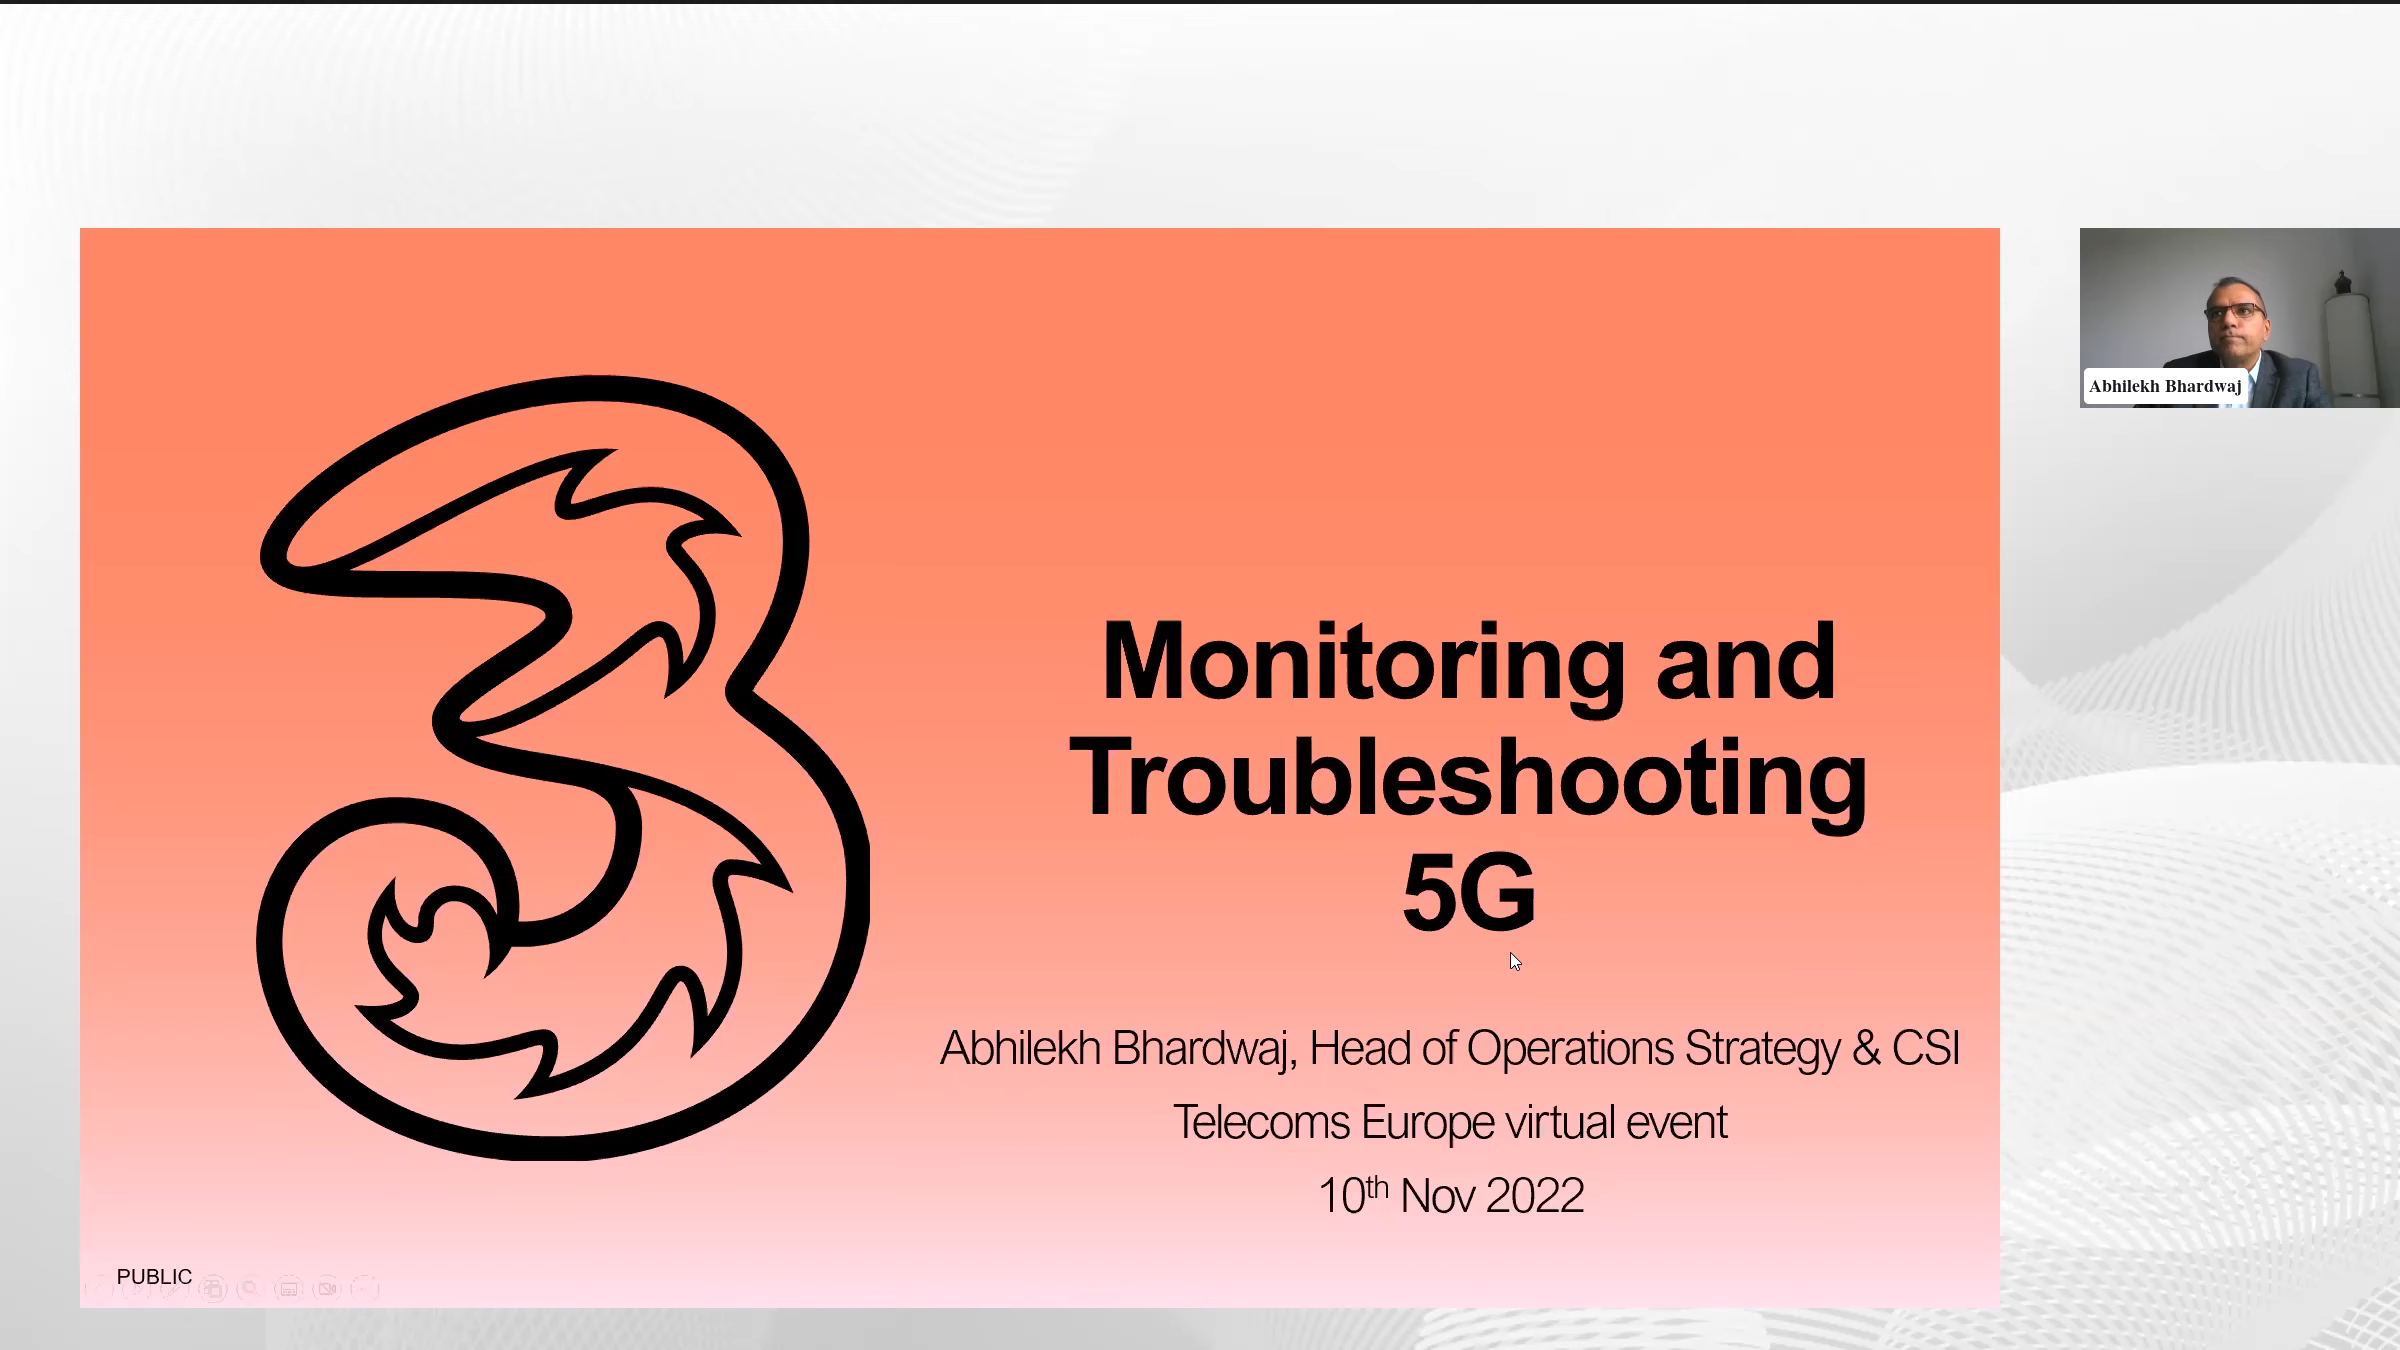 Monitoring and
Troubleshooting
5G
Abhilekh Bhardwaj, Head of Operations Strategy & CSI
Telecoms Europe virtual event
10th Nov 2022
PUBLIC
Abhilekh Bhardwaj